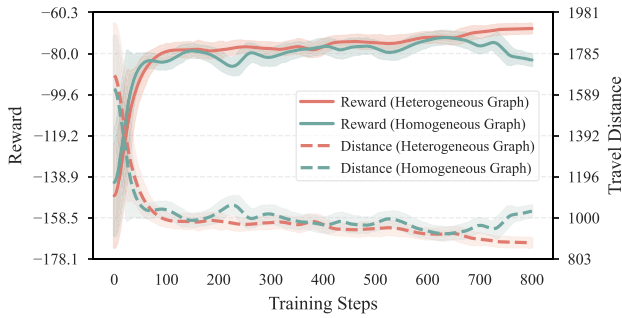 −60.3
−80.0
−99.6
−119.2
−138.9
−158.5
−178.1
Reward
1981
1785
1589
1392
1196
1000
803
Travel Distance
Reward (Heterogeneous Graph)
Reward (Homogeneous Graph)
Distance (Heterogeneous Graph)
Distance (Homogeneous Graph)
0 100 200 300 400 500 600 700 800
Training Steps